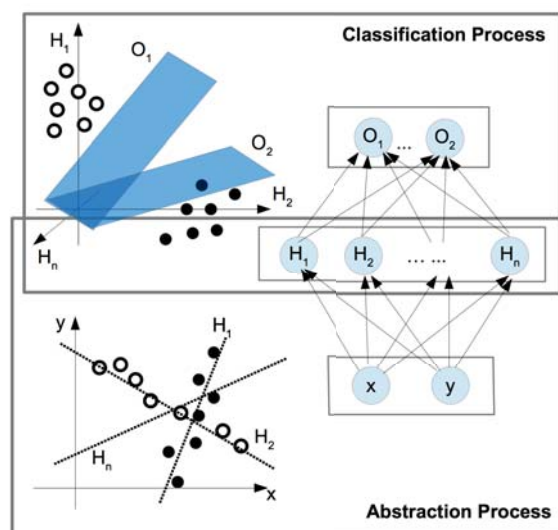 Classification Process
H1
O1
O2
H2
Hn
O1 ... O2
H1 H2 ... ... Hn
x y
y
H1
H2
Hn
x
Abstraction Process